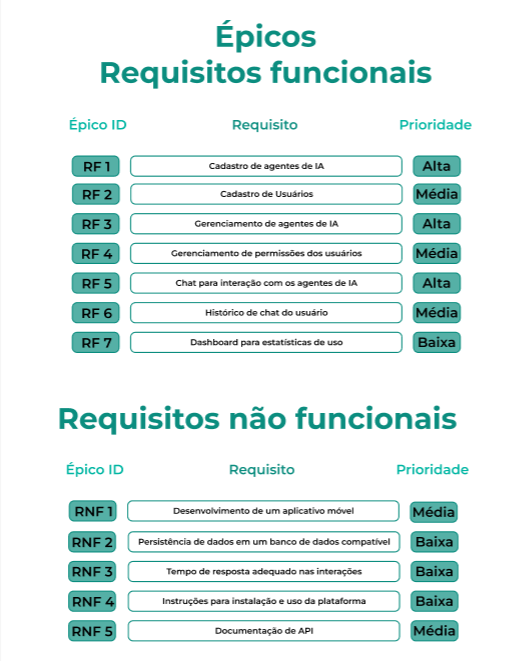 Épicos
Requisitos funcionais
Épico ID Requisito Prioridade
RF 1 Cadastro de agentes de IA Alta
RF 2 Cadastro de Usuários Média
RF 3 Gerenciamento de agentes de IA Alta
RF 4 Gerenciamento de permissões dos usuários Média
RF 5 Chat para interação com os agentes de IA Alta
RF 6 Histórico de chat do usuário Média
RF 7 Dashboard para estatísticas de uso Baixa
Requisitos não funcionais
Épico ID Requisito Prioridade
RNF 1 Desenvolvimento de um aplicativo móvel Média
RNF 2 Persistência de dados em um banco de dados compatível Baixa
RNF 3 Tempo de resposta adequado nas interações Baixa
RNF 4 Instruções para instalação e uso da plataforma Baixa
RNF 5 Documentação de API Média